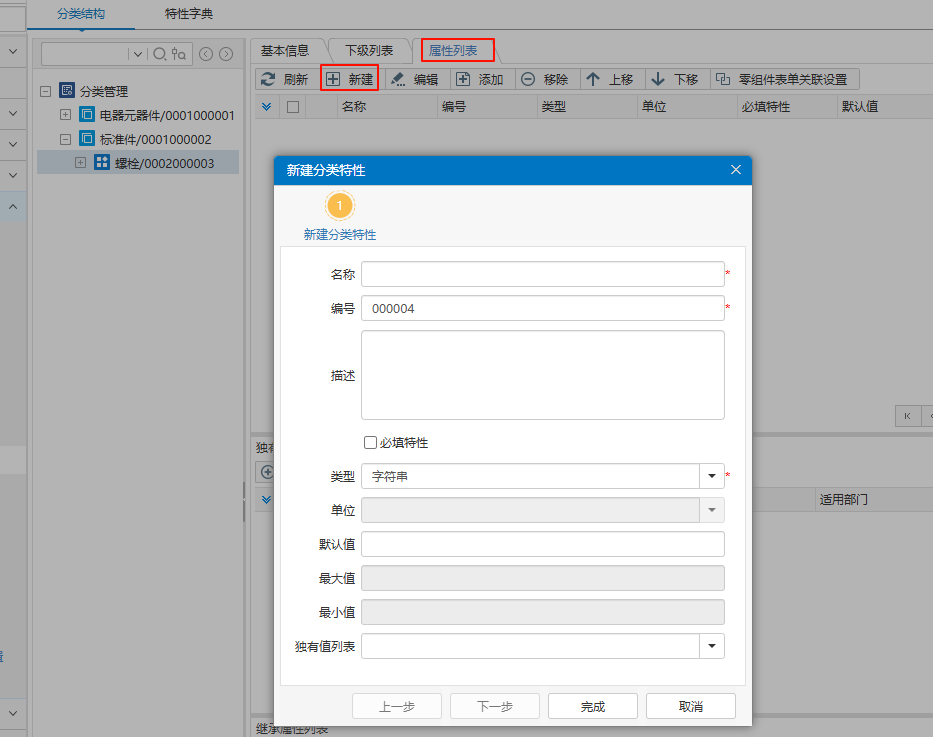 分类结构 特性字典
基本信息 下级列表 属性列表
刷新 新建 编辑 添加 移除 上移 下移 零组件表单关联设置
名称 编号 类型 单位 必填特性 默认值
分类管理
电器元器件/0001000001
标准件/0001000002
螺栓/0002000003
新建分类特性
1
新建分类特性
名称 *
编号 000004 *
描述
必填特性
类型 字符串 *
单位
默认值
最大值
最小值
独有值列表
上一步 下一步 完成 取消
独有
适用部门
继承属性列表